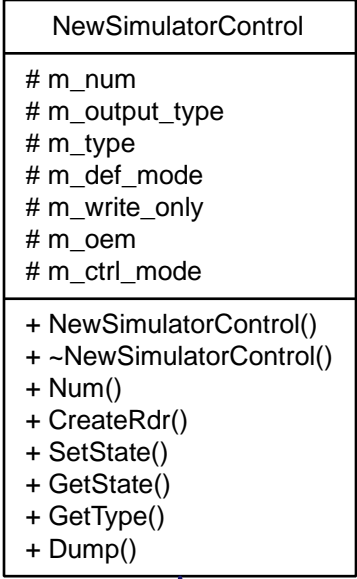 NewSimulatorControl
# m_num
# m_output_type
# m_type
# m_def_mode
# m_write_only
# m_oem
# m_ctrl_mode
+ NewSimulatorControl()
+ ~NewSimulatorControl()
+ Num()
+ CreateRdr()
+ SetState()
+ GetState()
+ GetType()
+ Dump()